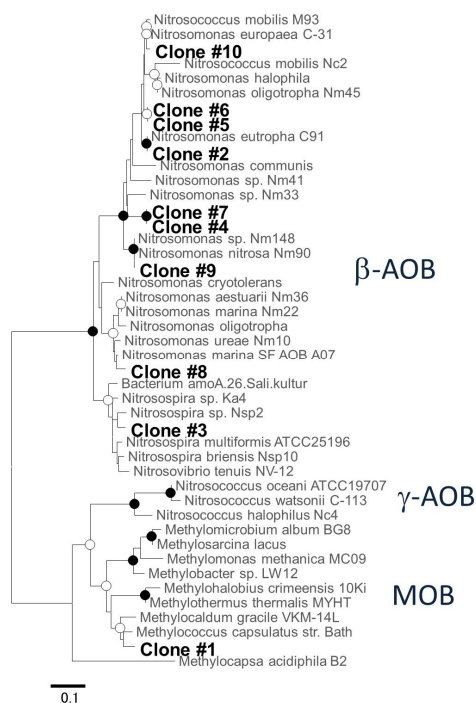 Nitrosococcus mobilis M93
Nitrosomonas europaea C-31
Clone #10
Nitrosococcus mobilis Nc2
Nitrosomonas halophila
Nitrosomonas oligotropha Nm45
Clone #6
Clone #5
Nitrosomonas eutropha C91
Clone #2
Nitrosomonas communis
Nitrosomonas sp. Nm41
Nitrosomonas sp. Nm33
Clone #7
Clone #4
Nitrosomonas sp. Nm148
Nitrosomonas nitrosa Nm90
Clone #9
β-AOB
Nitrosomonas cryotolerans
Nitrosomonas aestuarii Nm36
Nitrosomonas marina Nm22
Nitrosomonas oligotropha
Nitrosomonas ureae Nm10
Nitrosomonas marina SF AOB A07
Clone #8
Bacterium amoA.26.Sali.kultur
Nitrosospira sp. Ka4
Nitrosospira sp. Nsp2
Clone #3
Nitrosospira multiformis ATCC25196
Nitrosospira briensis Nsp10
Nitrosovibrio tenuis NV-12
Nitrosococcus oceani ATCC19707
Nitrosococcus watsonii C-113
γ-AOB
Nitrosococcus halophilus Nc4
Methylomicrobium album BG8
Methylosarcina lacus
Methylomonas methanica MC09
Methylobacter sp. LW12
Methylohalobius crimeensis 10Ki
MOB
Methylothermus thermalis MYHT
Methylocaldum gracile VKM-14L
Methylococcus capsulatus str. Bath
Clone #1
Methylocapsa acidiphila B2
0.1